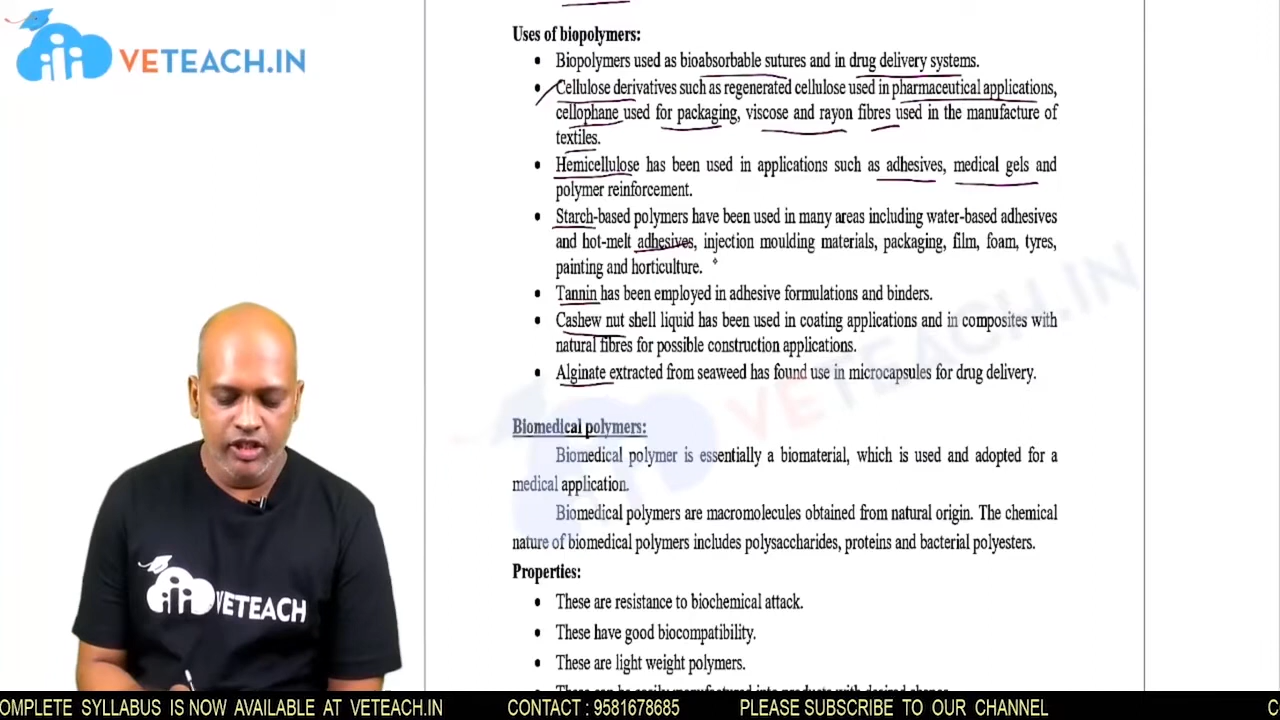 VETEACH.IN
Uses of biopolymers:
• Biopolymers used as bioabsorbable sutures and in drug delivery systems.
• Cellulose derivatives such as regenerated cellulose used in pharmaceutical applications,
cellophane used for packaging, viscose and rayon fibres used in the manufacture of
textiles.
• Hemicellulose has been used in applications such as adhesives, medical gels and
polymer reinforcement.
• Starch-based polymers have been used in many areas including water-based adhesives
and hot-melt adhesives, injection moulding materials, packaging, film, foam, tyres,
painting and horticulture.
• Tannin has been employed in adhesive formulations and binders.
• Cashew nut shell liquid has been used in coating applications and in composites with
natural fibres for possible construction applications.
• Alginate extracted from seaweed has found use in microcapsules for drug delivery.
VETEACH.IN
Biomedical polymers:
Biomedical polymer is essentially a biomaterial, which is used and adopted for a
medical application.
Biomedical polymers are macromolecules obtained from natural origin. The chemical
nature of biomedical polymers includes polysaccharides, proteins and bacterial polyesters.
Properties:
• These are resistance to biochemical attack.
• These have good biocompatibility.
• These are light weight polymers.
VETEACH
OMPLETE SYLLABUS IS NOW AVAILABLE AT VETEACH.IN CONTACT : 9581678685 PLEASE SUBSCRIBE TO OUR CHANNEL C